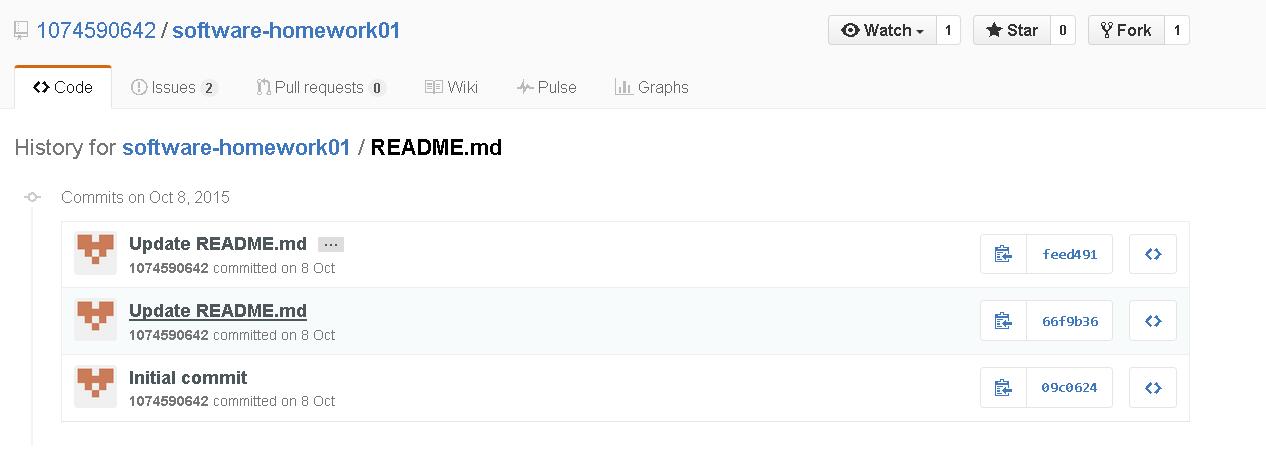 1074590642 / software-homework01 Watch 1 Star 0 Fork 1
Code Issues 2 Pull requests 0 Wiki Pulse Graphs
History for software-homework01 / README.md
Commits on Oct 8, 2015
Update README.md ...
1074590642 committed on 8 Oct
feed491
Update README.md
1074590642 committed on 8 Oct
66f9b36
Initial commit
1074590642 committed on 8 Oct
09c0624